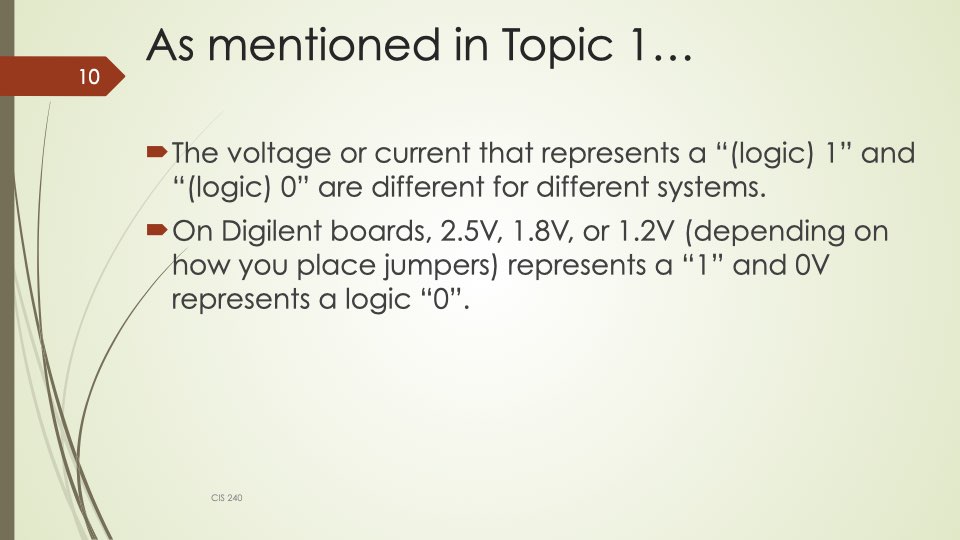 As mentioned in Topic 1…
10
The voltage or current that represents a “(logic) 1” and
“(logic) 0” are different for different systems.
On Digilent boards, 2.5V, 1.8V, or 1.2V (depending on
how you place jumpers) represents a “1” and 0V
represents a logic “0”.
CIS 240